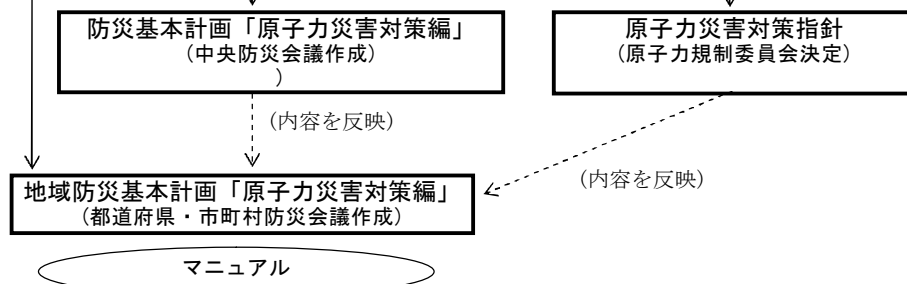 防災基本計画「原子力災害対策編」
（中央防災会議作成）
）
原子力災害対策指針
（原子力規制委員会決定）
（内容を反映）
（内容を反映）
地域防災基本計画「原子力災害対策編」
（都道府県・市町村防災会議作成）
マニュアル